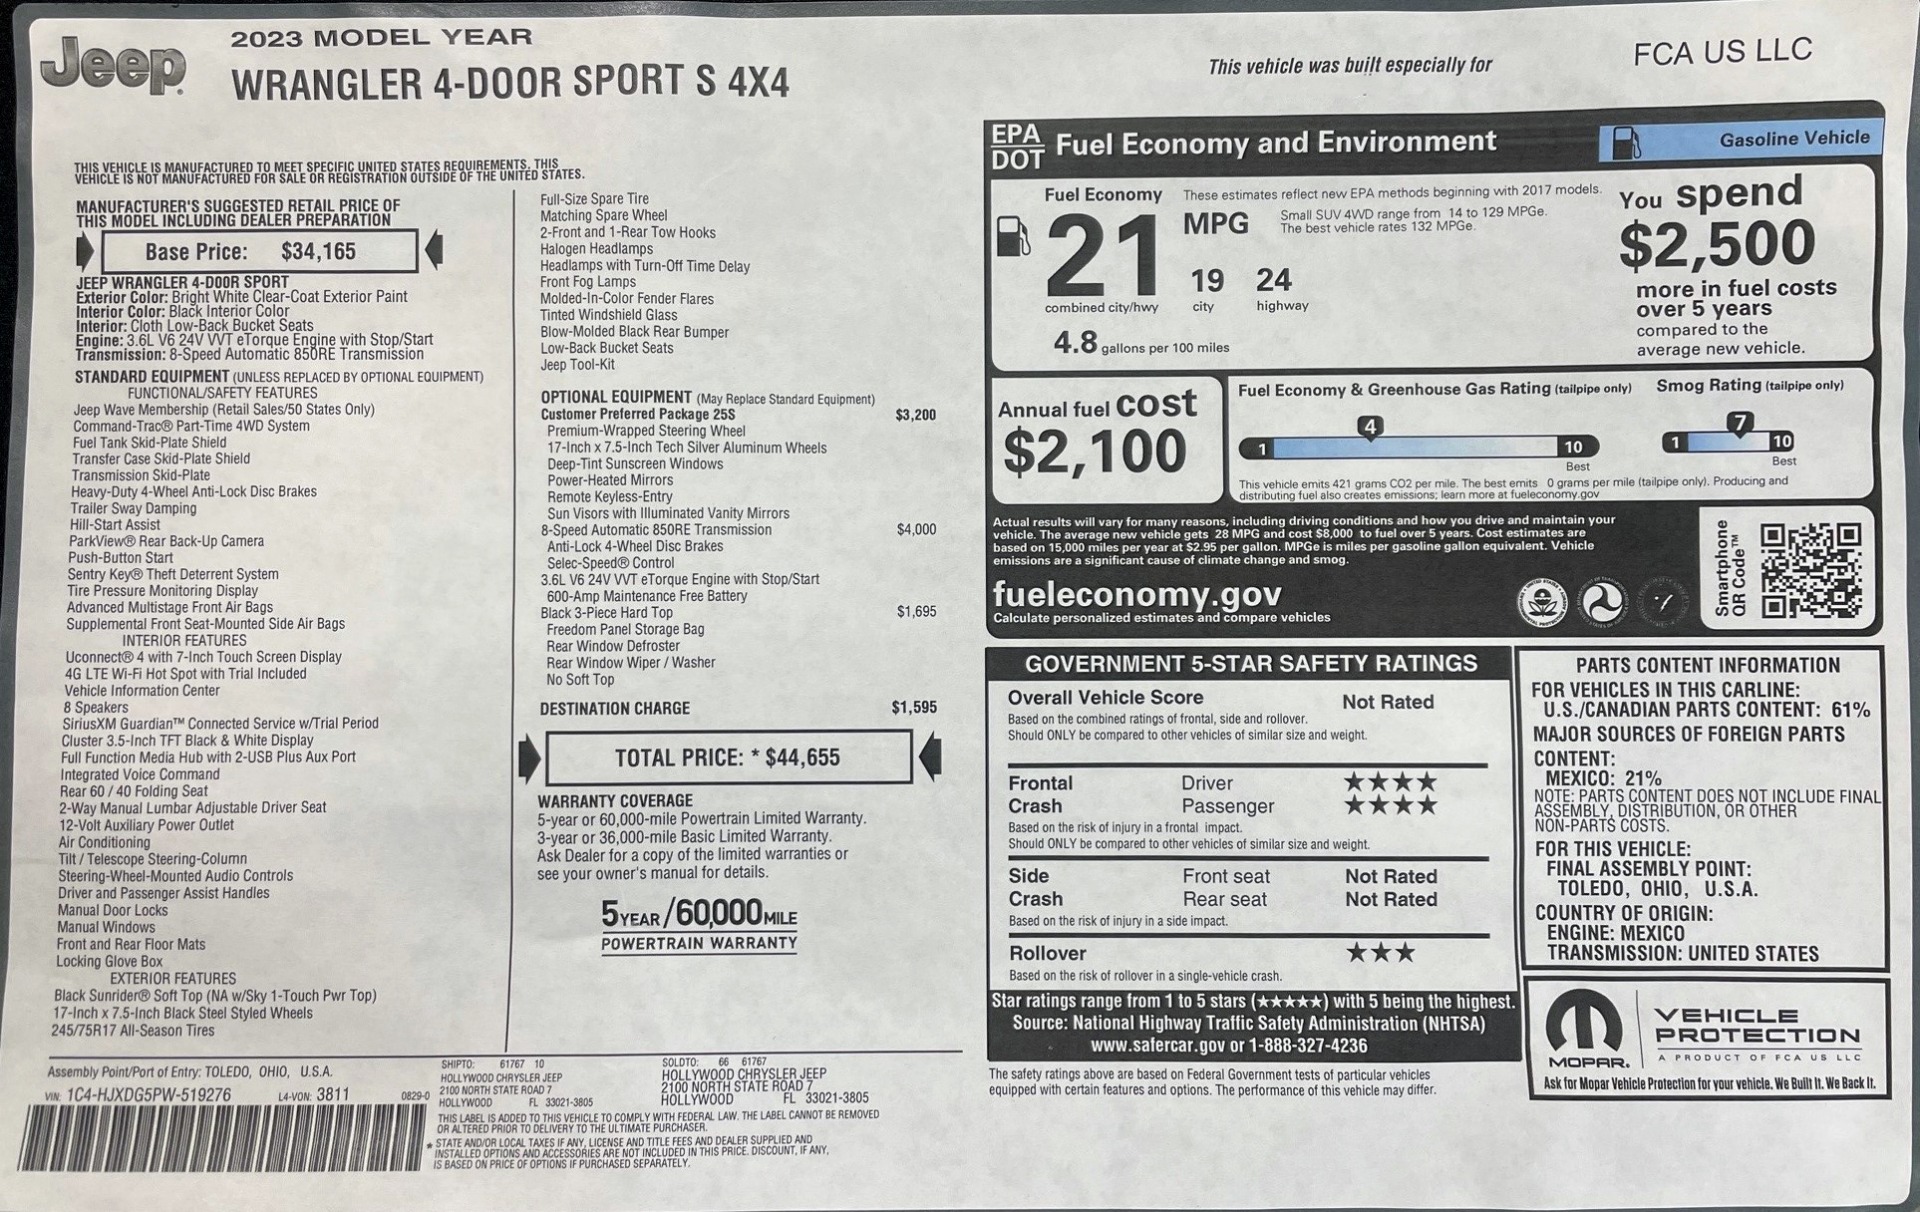 Jeep
2023 MODEL YEAR
WRANGLER 4-DOOR SPORT S 4X4
This vehicle was built especially for
FCA US LLC
THIS VEHICLE IS MANUFACTURED TO MEET SPECIFIC UNITED STATES REQUIREMENTS. THIS
VEHICLE IS NOT MANUFACTURED FOR SALE OR REGISTRATION OUTSIDE OF THE UNITED STATES.
MANUFACTURER'S SUGGESTED RETAIL PRICE OF
THIS MODEL INCLUDING DEALER PREPARATION
Base Price: $34,165
JEEP WRANGLER 4-DOOR SPORT
Exterior Color: Bright White Clear-Coat Exterior Paint
Interior Color: Black Interior Color
Interior: Cloth Low-Back Bucket Seats
Engine: 3.6L V6 24V VVT eTorque Engine with Stop/Start
Transmission: 8-Speed Automatic 850RE Transmission
STANDARD EQUIPMENT (UNLESS REPLACED BY OPTIONAL EQUIPMENT)
FUNCTIONAL/SAFETY FEATURES
Jeep Wave Membership (Retail Sales/50 States Only)
Command-Trac® Part-Time 4WD System
Fuel Tank Skid-Plate Shield
Transfer Case Skid-Plate Shield
Transmission Skid-Plate
Heavy-Duty 4-Wheel Anti-Lock Disc Brakes
Trailer Sway Damping
Hill-Start Assist
ParkView® Rear Back-Up Camera
Push-Button Start
Sentry Key® Theft Deterrent System
Tire Pressure Monitoring Display
Advanced Multistage Front Air Bags
Supplemental Front Seat-Mounted Side Air Bags
INTERIOR FEATURES
Uconnect® 4 with 7-Inch Touch Screen Display
4G LTE Wi-Fi Hot Spot with Trial Included
Vehicle Information Center
8 Speakers
SiriusXM Guardian™ Connected Service w/Trial Period
Cluster 3.5-Inch TFT Black & White Display
Full Function Media Hub with 2-USB Plus Aux Port
Integrated Voice Command
Rear 60 / 40 Folding Seat
2-Way Manual Lumbar Adjustable Driver Seat
12-Volt Auxiliary Power Outlet
Air Conditioning
Tilt / Telescope Steering-Column
Steering-Wheel-Mounted Audio Controls
Driver and Passenger Assist Handles
Manual Door Locks
Manual Windows
Front and Rear Floor Mats
Locking Glove Box
EXTERIOR FEATURES
Black Sunrider® Soft Top (NA w/Sky 1-Touch Pwr Top)
17-Inch x 7.5-Inch Black Steel Styled Wheels
245/75R17 All-Season Tires
Full-Size Spare Tire
Matching Spare Wheel
2-Front and 1-Rear Tow Hooks
Halogen Headlamps
Headlamps with Turn-Off Time Delay
Front Fog Lamps
Molded-In-Color Fender Flares
Tinted Windshield Glass
Blow-Molded Black Rear Bumper
Low-Back Bucket Seats
Jeep Tool-Kit
OPTIONAL EQUIPMENT (May Replace Standard Equipment)
Customer Preferred Package 25S $3,200
Premium-Wrapped Steering Wheel
17-Inch x 7.5-Inch Tech Silver Aluminum Wheels
Deep-Tint Sunscreen Windows
Power-Heated Mirrors
Remote Keyless-Entry
Sun Visors with Illuminated Vanity Mirrors
8-Speed Automatic 850RE Transmission $4,000
Anti-Lock 4-Wheel Disc Brakes
Selec-Speed® Control
3.6L V6 24V VVT eTorque Engine with Stop/Start
600-Amp Maintenance Free Battery
Black 3-Piece Hard Top $1,695
Freedom Panel Storage Bag
Rear Window Defroster
Rear Window Wiper / Washer
No Soft Top
DESTINATION CHARGE $1,595
TOTAL PRICE: * $44,655
WARRANTY COVERAGE
5-year or 60,000-mile Powertrain Limited Warranty.
3-year or 36,000-mile Basic Limited Warranty.
Ask Dealer for a copy of the limited warranties or
see your owner's manual for details.
5YEAR/60,000MILE
POWERTRAIN WARRANTY
Assembly Point/Port of Entry: TOLEDO, OHIO, U.S.A.
VIN: 1C4-HJXDG5PW-519276 L4-VON: 3811 0829-0
SHIPTO: 61767 10
HOLLYWOOD CHRYSLER JEEP
2100 NORTH STATE ROAD 7
HOLLYWOOD FL 33021-3805
SOLDTO: 66 61767
HOLLYWOOD CHRYSLER JEEP
2100 NORTH STATE ROAD 7
HOLLYWOOD FL 33021-3805
THIS LABEL IS ADDED TO THIS VEHICLE TO COMPLY WITH FEDERAL LAW. THE LABEL CANNOT BE REMOVED
OR ALTERED PRIOR TO DELIVERY TO THE ULTIMATE PURCHASER.
* STATE AND/OR LOCAL TAXES IF ANY, LICENSE AND TITLE FEES AND DEALER SUPPLIED AND
INSTALLED OPTIONS AND ACCESSORIES ARE NOT INCLUDED IN THIS PRICE. DISCOUNT, IF ANY,
IS BASED ON PRICE OF OPTIONS IF PURCHASED SEPARATELY.
EPA
DOT
Fuel Economy and Environment
Gasoline Vehicle
Fuel Economy
These estimates reflect new EPA methods beginning with 2017 models.
21
MPG
Small SUV 4WD range from 14 to 129 MPGe.
The best vehicle rates 132 MPGe.
19 24
combined city/hwy city highway
4.8 gallons per 100 miles
You spend
$2,500
more in fuel costs
over 5 years
compared to the
average new vehicle.
Annual fuel cost
$2,100
Fuel Economy & Greenhouse Gas Rating (tailpipe only)
4
1 10
Best
Smog Rating (tailpipe only)
7
1 10
Best
This vehicle emits 421 grams CO2 per mile. The best emits 0 grams per mile (tailpipe only). Producing and
distributing fuel also creates emissions; learn more at fueleconomy.gov
Actual results will vary for many reasons, including driving conditions and how you drive and maintain your
vehicle. The average new vehicle gets 28 MPG and cost $8,000 to fuel over 5 years. Cost estimates are
based on 15,000 miles per year at $2.95 per gallon. MPGe is miles per gasoline gallon equivalent. Vehicle
emissions are a significant cause of climate change and smog.
fueleconomy.gov
Calculate personalized estimates and compare vehicles
Smartphone
QR Code™
GOVERNMENT 5-STAR SAFETY RATINGS
Overall Vehicle Score Not Rated
Based on the combined ratings of frontal, side and rollover.
Should ONLY be compared to other vehicles of similar size and weight.
Frontal Driver ★★★★
Crash Passenger ★★★★
Based on the risk of injury in a frontal impact.
Should ONLY be compared to other vehicles of similar size and weight.
Side Front seat Not Rated
Crash Rear seat Not Rated
Based on the risk of injury in a side impact.
Rollover ★★★
Based on the risk of rollover in a single-vehicle crash.
Star ratings range from 1 to 5 stars (★★★★★) with 5 being the highest.
Source: National Highway Traffic Safety Administration (NHTSA)
www.safercar.gov or 1-888-327-4236
The safety ratings above are based on Federal Government tests of particular vehicles
equipped with certain features and options. The performance of this vehicle may differ.
PARTS CONTENT INFORMATION
FOR VEHICLES IN THIS CARLINE:
U.S./CANADIAN PARTS CONTENT: 61%
MAJOR SOURCES OF FOREIGN PARTS
CONTENT:
MEXICO: 21%
NOTE: PARTS CONTENT DOES NOT INCLUDE FINAL
ASSEMBLY, DISTRIBUTION, OR OTHER
NON-PARTS COSTS.
FOR THIS VEHICLE:
FINAL ASSEMBLY POINT:
TOLEDO, OHIO, U.S.A.
COUNTRY OF ORIGIN:
ENGINE: MEXICO
TRANSMISSION: UNITED STATES
MOPAR.
VEHICLE
PROTECTION
A PRODUCT OF FCA US LLC
Ask for Mopar Vehicle Protection for your vehicle. We Built It. We Back It.